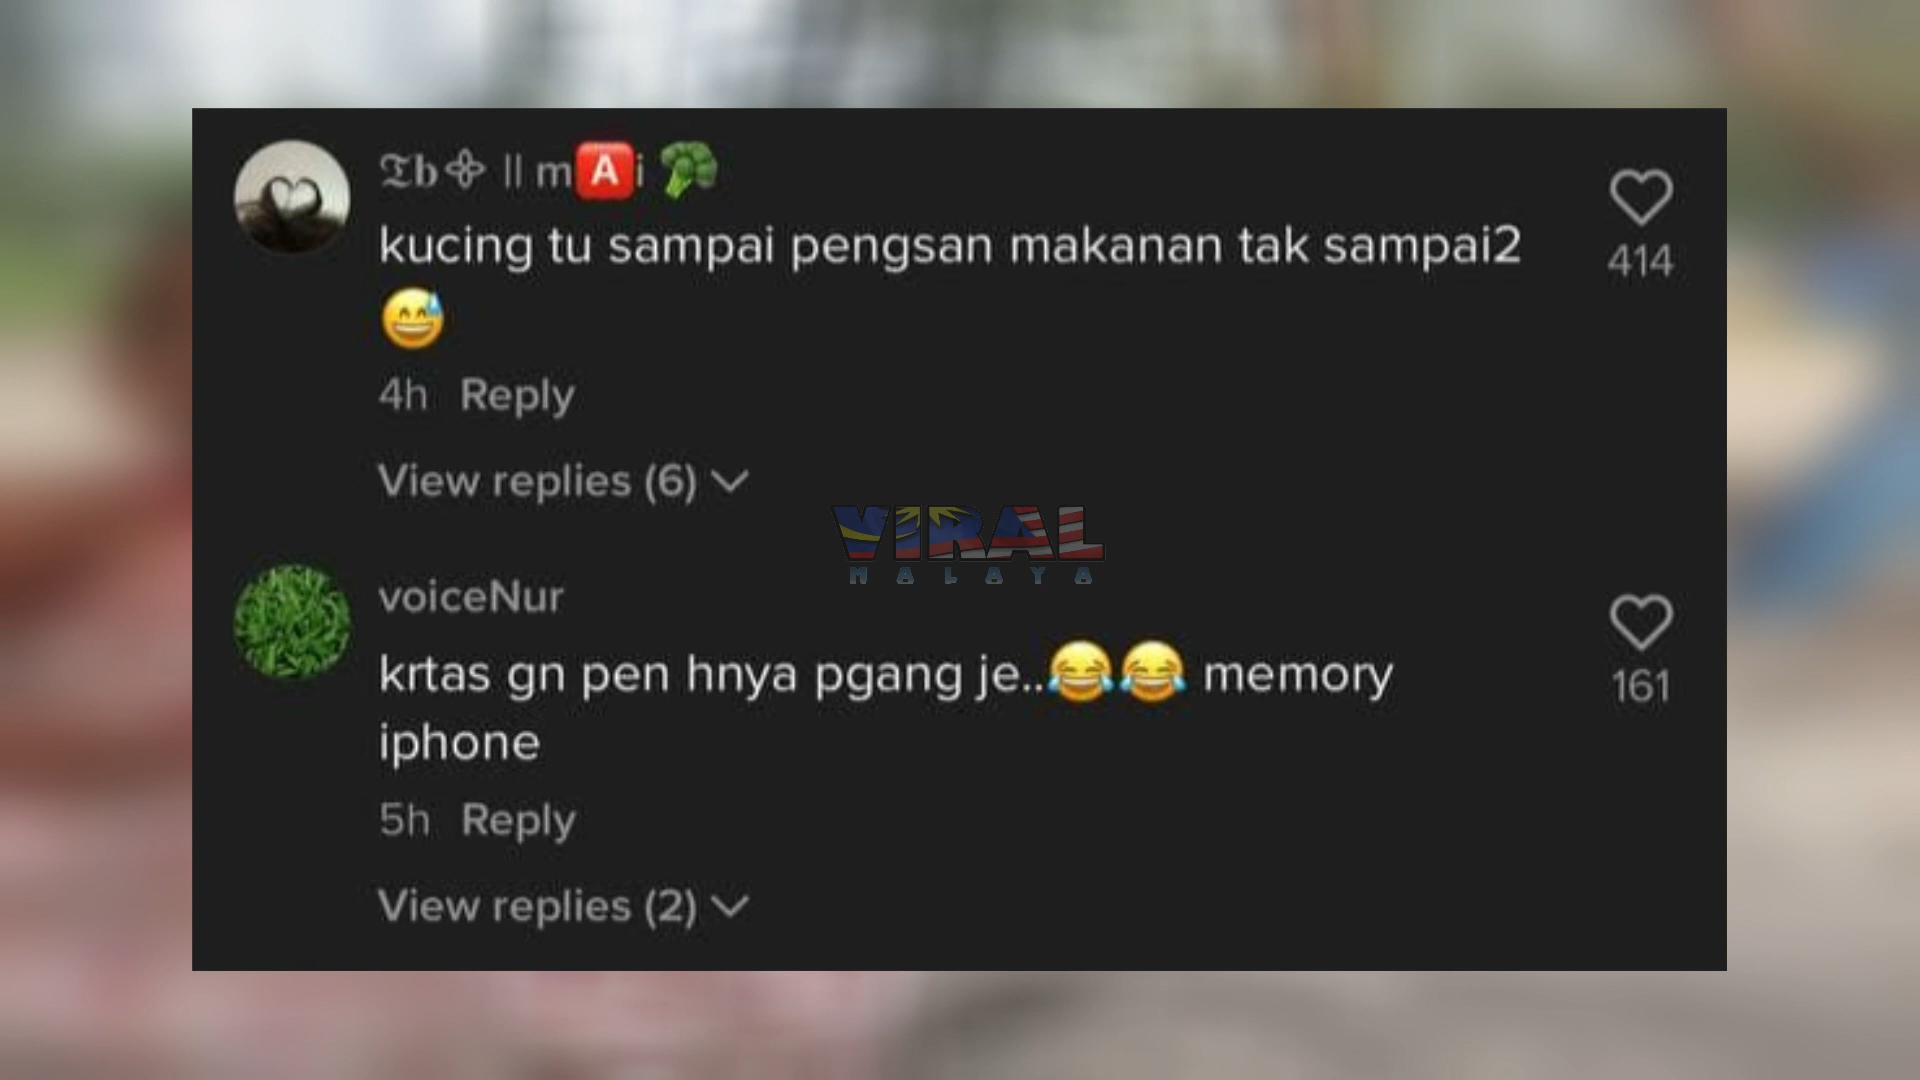 𝕿𝖇✧ || m🅰️i 🥦
kucing tu sampai pengsan makanan tak sampai2
😅
414
4h Reply
View replies (6)
VIRAL
MALAYA
voiceNur
krtas gn pen hnya pgang je..😂😂 memory
iphone
161
5h Reply
View replies (2)